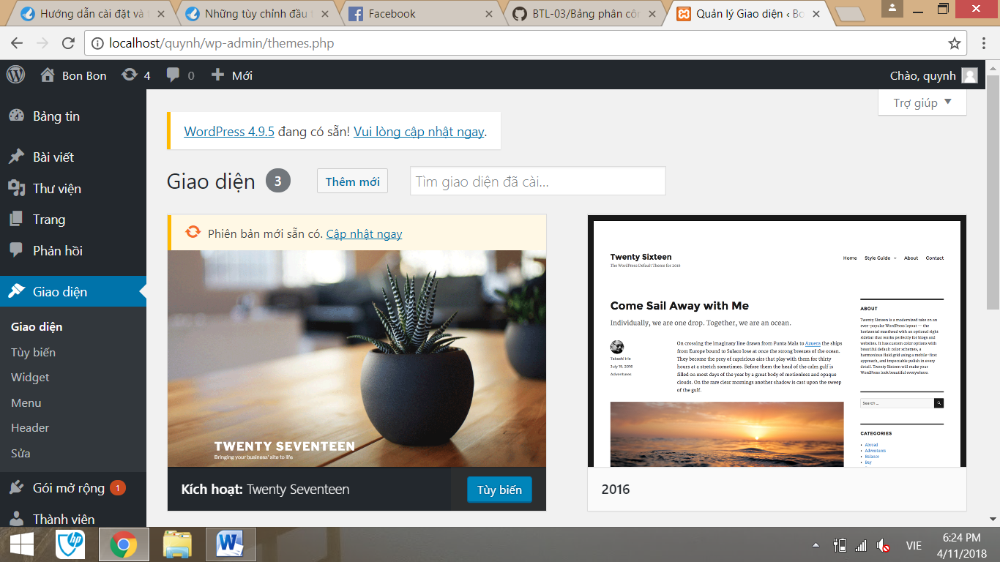 Hướng dẫn cài đặt và
Những tùy chỉnh đầu
Facebook
BTL-03/Bảng phân côn
Quản lý Giao diện ‹ Bo
localhost/quynh/wp-admin/themes.php
Bon Bon
4
0
Mới
Chào, quynh
Trợ giúp
Bảng tin
Bài viết
Thư viện
Trang
Phản hồi
Giao diện
Giao diện
Tùy biến
Widget
Menu
Header
Sửa
Gói mở rộng 1
Thành viên
WordPress 4.9.5 đang có sẵn! Vui lòng cập nhật ngay.
Giao diện 3
Thêm mới
Tìm giao diện đã cài...
Phiên bản mới sẵn có. Cập nhật ngay
TWENTY SEVENTEEN
Bringing your business' site to life
Kích hoạt: Twenty Seventeen
Tùy biến
Twenty Sixteen
The WordPress Default Theme for 2016
Home Style Guide About Contact
Come Sail Away with Me
Individually, we are one drop. Together, we are an ocean.
Takashi Irie
July 19, 2016
Adventures
On crossing the imaginary line drawn from Punta Mala to Azuera the ships
from Europe bound to Sulaco lose at once the strong breezes of the ocean.
They become the prey of capricious airs that play with them for thirty
hours at a stretch sometimes. Before them the head of the calm gulf is
filled on most days of the year by a great body of motionless and opaque
clouds. On the rare clear mornings another shadow is cast upon the sweep
of the gulf.
ABOUT
Twenty Sixteen is a modernized take on an
ever-popular WordPress layout — the
horizontal masthead with an optional right
sidebar that works perfectly for blogs and
websites. It has custom color options with
beautiful default color schemes, a
harmonious fluid grid using a mobile-first
approach, and impeccable polish in every
detail. Twenty Sixteen will make your
WordPress look beautiful everywhere.
Search ...
CATEGORIES
Abroad
Adventures
Balance
Bay
2016
hp
VIE
6:24 PM
4/11/2018